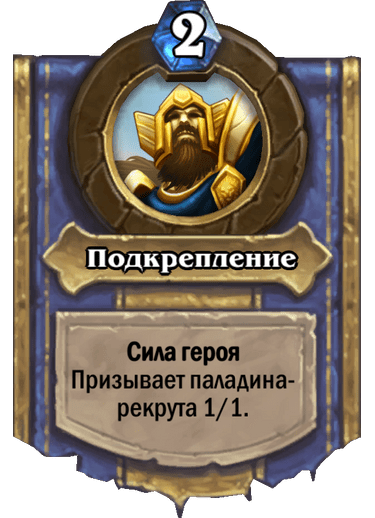 2
Подкрепление
Сила героя
Призывает паладина-
рекрута 1/1.